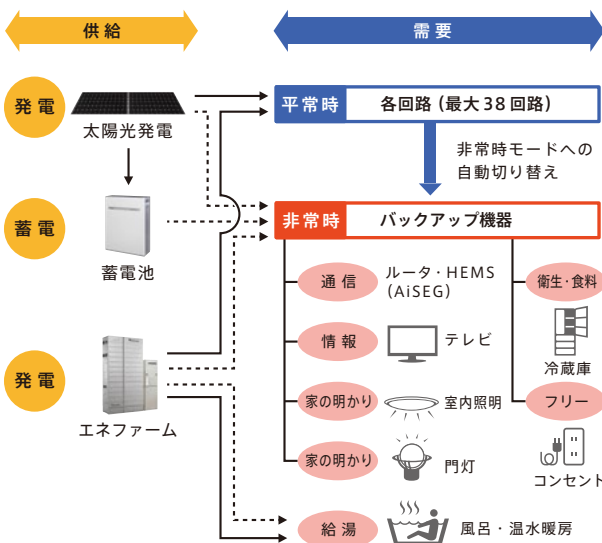 供給
需要
発電
太陽光発電
平常時
各回路（最大38回路）
非常時モードへの
自動切り替え
蓄電
蓄電池
非常時
バックアップ機器
通信
ルータ・HEMS
(AiSEG)
衛生・食料
冷蔵庫
情報
テレビ
発電
エネファーム
家の明かり
室内照明
フリー
コンセント
家の明かり
門灯
給湯
風呂・温水暖房